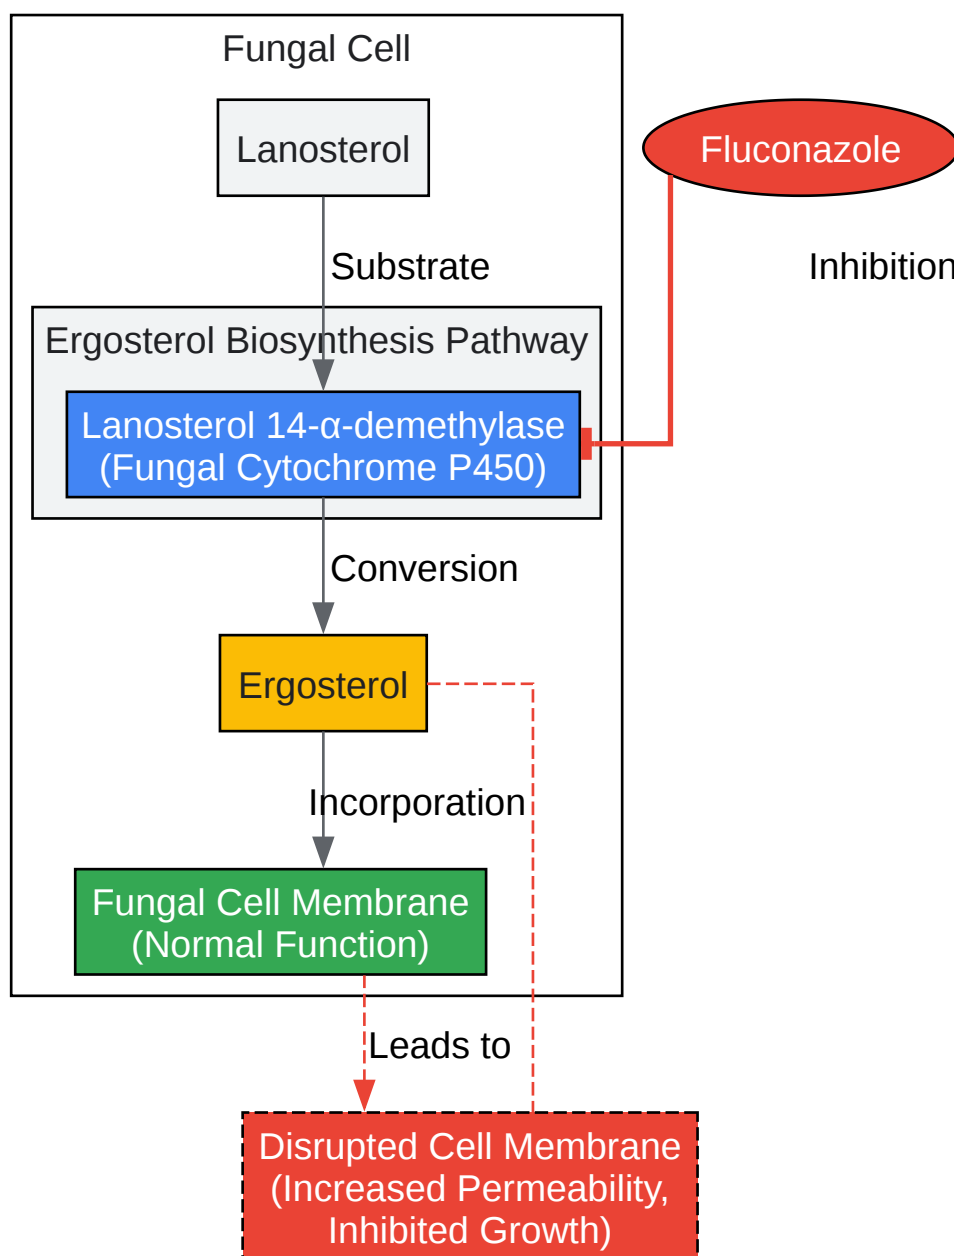 Fungal Cell
Lanosterol
Fluconazole
Substrate
Inhibition
Ergosterol Biosynthesis Pathway
Lanosterol 14-α-demethylase
(Fungal Cytochrome P450)
Conversion
Ergosterol
Incorporation
Fungal Cell Membrane
(Normal Function)
Leads to
Disrupted Cell Membrane
(Increased Permeability,
Inhibited Growth)